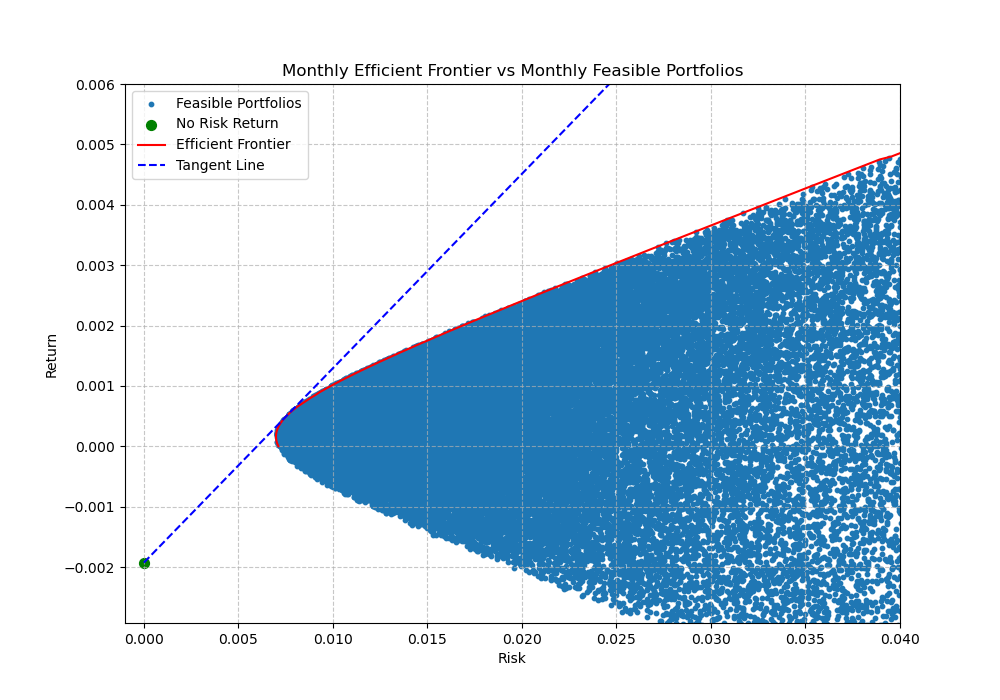 Monthly Efficient Frontier vs Monthly Feasible Portfolios
Feasible Portfolios
No Risk Return
Efficient Frontier
Tangent Line
Return
0.006
0.005
0.004
0.003
0.002
0.001
0.000
−0.001
−0.002
0.000 0.005 0.010 0.015 0.020 0.025 0.030 0.035 0.040
Risk